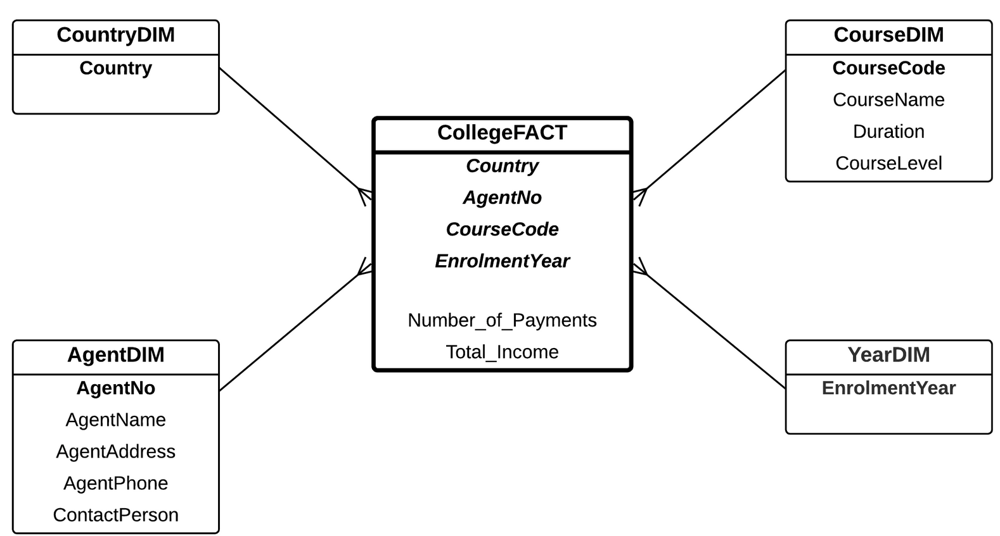 CountryDIM
Country
CourseDIM
CourseCode
CourseName
Duration
CourseLevel
CollegeFACT
Country
AgentNo
CourseCode
EnrolmentYear
Number_of_Payments
Total_Income
AgentDIM
AgentNo
AgentName
AgentAddress
AgentPhone
ContactPerson
YearDIM
EnrolmentYear